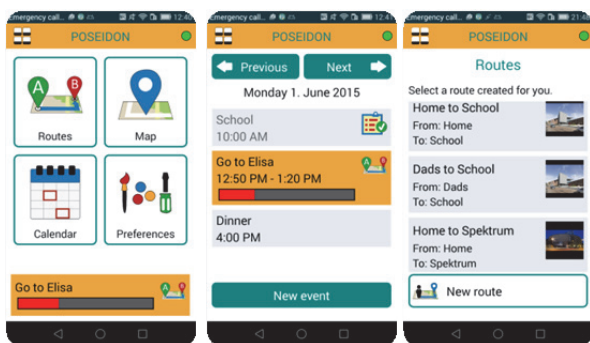 Emergency call...
12:40
POSEIDON
A
B
Routes
Map
Calendar
Preferences
Go to Elisa
Emergency call...
12:4
POSEIDON
Previous
Next
Monday 1. June 2015
School
10:00 AM
Go to Elisa
12:50 PM - 1:20 PM
Dinner
4:00 PM
New event
Emergency call...
21:48
POSEIDON
Routes
Select a route created for you.
Home to School
From: Home
To: School
Dads to School
From: Dads
To: School
Home to Spektrum
From: Home
To: Spektrum
New route